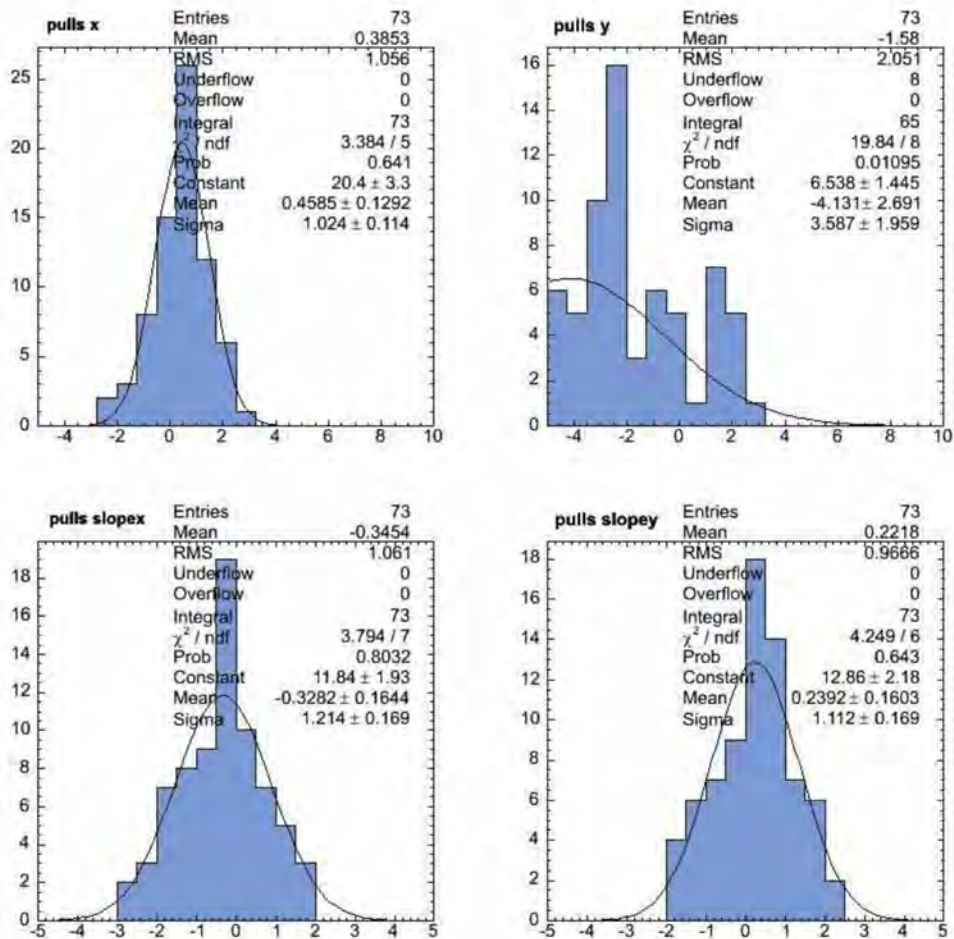 pulls x
Entries 73
Mean 0.3853
RMS 1.056
Underflow 0
Overflow 0
Integral 73
χ² / ndf 3.384 / 5
Prob 0.641
Constant 20.4 ± 3.3
Mean 0.4585 ± 0.1292
Sigma 1.024 ± 0.114
25
20
15
10
5
0
-4 -2 0 2 4 6 8 10
pulls y
Entries 73
Mean -1.58
RMS 2.051
Underflow 8
Overflow 0
Integral 65
χ² / ndf 19.84 / 8
Prob 0.01095
Constant 6.538 ± 1.445
Mean -4.131 ± 2.691
Sigma 3.587 ± 1.959
16
14
12
10
8
6
4
2
0
-4 -2 0 2 4 6 8 10
pulls slopex
Entries 73
Mean -0.3454
RMS 1.061
Underflow 0
Overflow 0
Integral 73
χ² / ndf 3.794 / 7
Prob 0.8032
Constant 11.84 ± 1.93
Mean -0.3282 ± 0.1644
Sigma 1.214 ± 0.169
18
16
14
12
10
8
6
4
2
0
-5 -4 -3 -2 -1 0 1 2 3 4 5
pulls slopey
Entries 73
Mean 0.2218
RMS 0.9666
Underflow 0
Overflow 0
Integral 73
χ² / ndf 4.249 / 6
Prob 0.643
Constant 12.86 ± 2.18
Mean 0.2392 ± 0.1603
Sigma 1.112 ± 0.169
18
16
14
12
10
8
6
4
2
0
-5 -4 -3 -2 -1 0 1 2 3 4 5